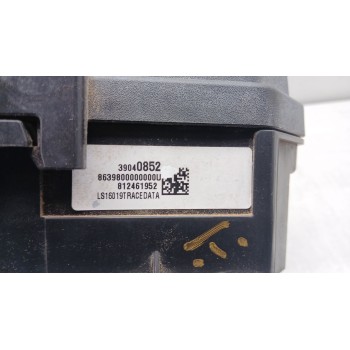 39040852
8639800000000U
812461952
LS16019TRACEDATA